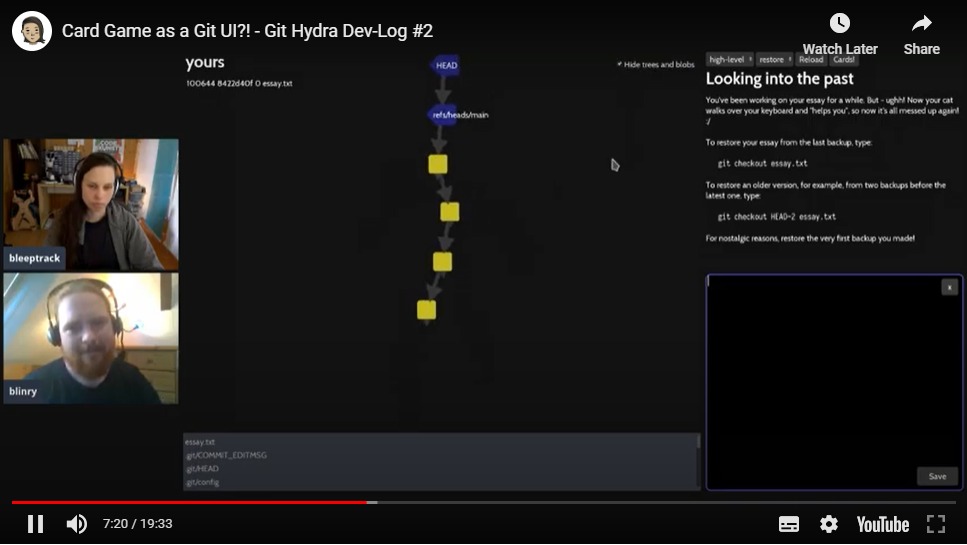 Card Game as a Git UI?! - Git Hydra Dev-Log #2
Watch Later
Share
yours
100644 8422d40f 0 essay.txt
HEAD
refs/heads/main
Hide trees and blobs
high-level
restore
Reload
Cards!
Looking into the past
You've been working on your essay for a while. But - ughh! Now your cat
walks over your keyboard and "helps you", so now it's all messed up again!
:/
To restore your essay from the last backup, type:
git checkout essay.txt
To restore an older version, for example, from two backups before the
latest one, type:
git checkout HEAD~2 essay.txt
For nostalgic reasons, restore the very first backup you made!
x
Save
bleeptrack
blinry
essay.txt
.git/COMMIT_EDITMSG
.git/HEAD
.git/config
7:20 / 19:33
YouTube